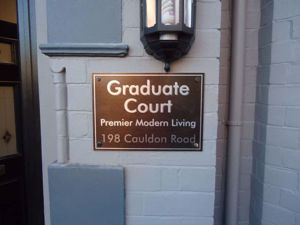 Graduate
Court
Premier Modern Living
198 Cauldon Road